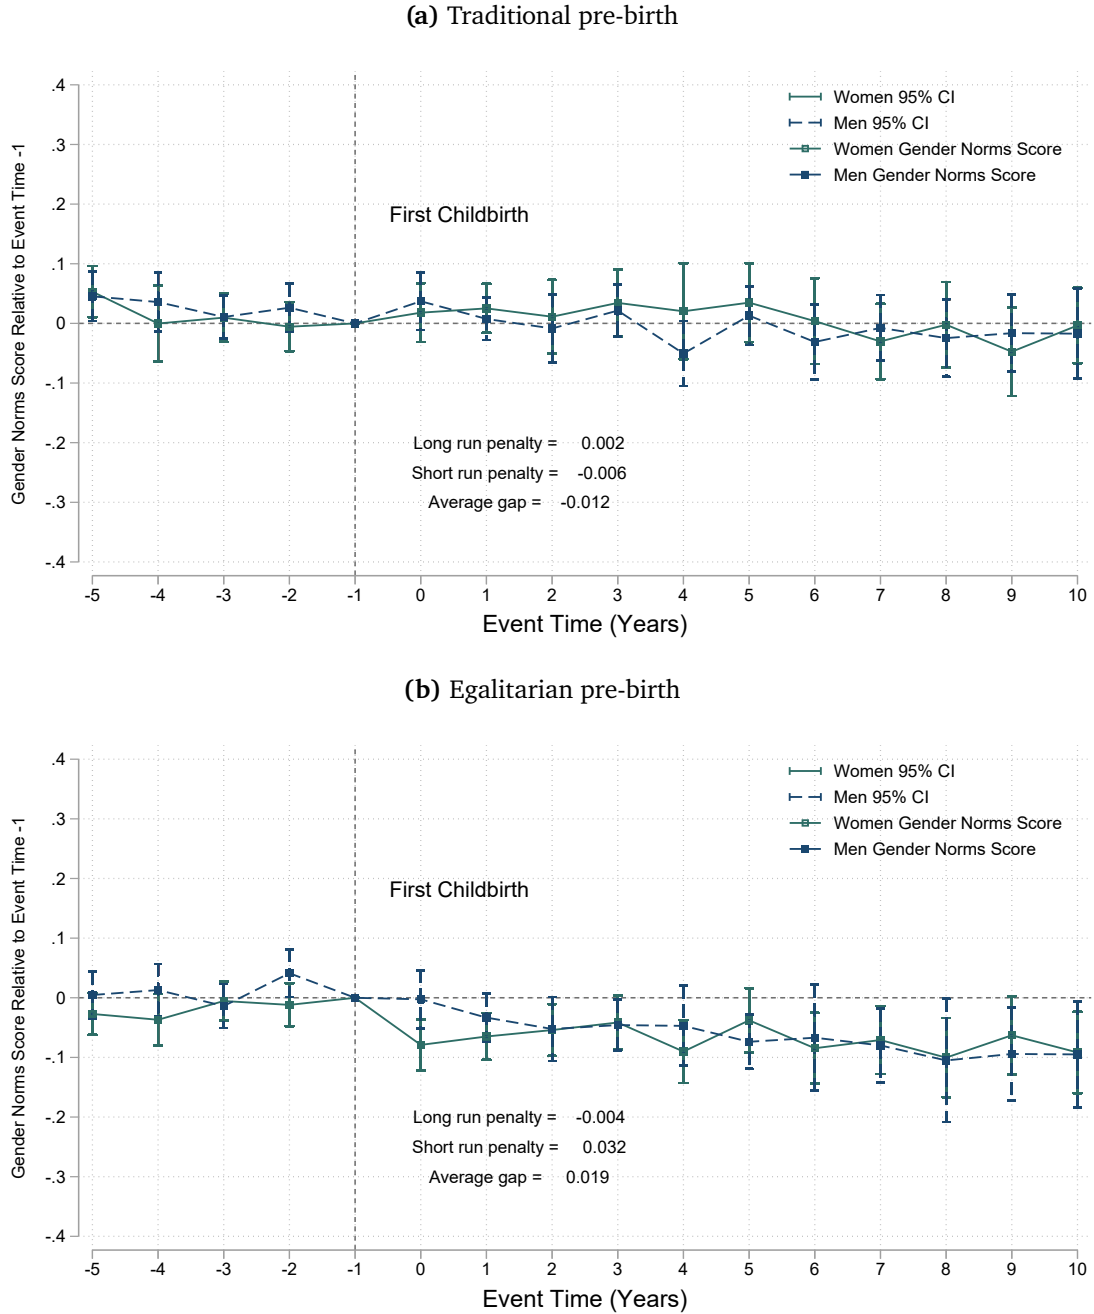 (a) Traditional pre-birth
Gender Norms Score Relative to Event Time -1
.4
.3
.2
.1
0
-.1
-.2
-.3
-.4
Women 95% CI
Men 95% CI
Women Gender Norms Score
Men Gender Norms Score
First Childbirth
Long run penalty = 0.002
Short run penalty = -0.006
Average gap = -0.012
-5 -4 -3 -2 -1 0 1 2 3 4 5 6 7 8 9 10
Event Time (Years)
(b) Egalitarian pre-birth
Gender Norms Score Relative to Event Time -1
.4
.3
.2
.1
0
-.1
-.2
-.3
-.4
Women 95% CI
Men 95% CI
Women Gender Norms Score
Men Gender Norms Score
First Childbirth
Long run penalty = -0.004
Short run penalty = 0.032
Average gap = 0.019
-5 -4 -3 -2 -1 0 1 2 3 4 5 6 7 8 9 10
Event Time (Years)